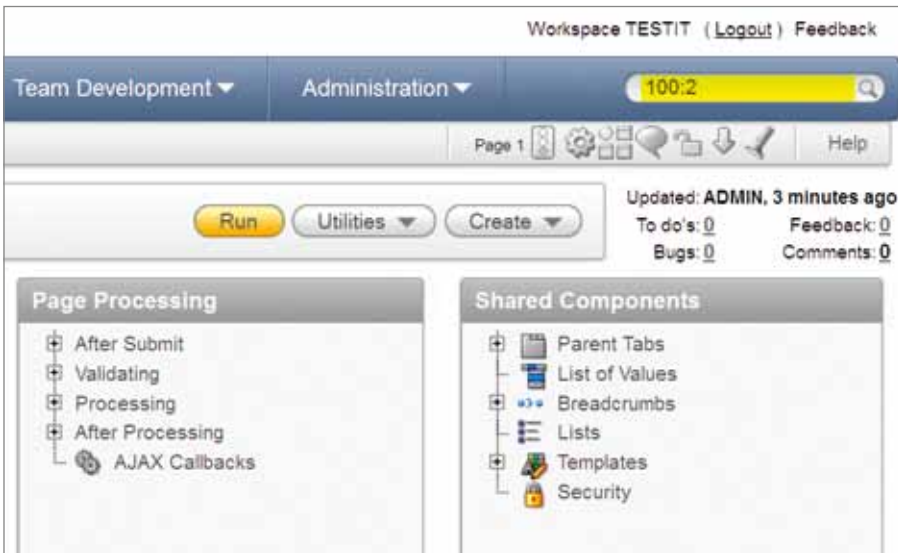 Workspace TESTIT ( Logout ) Feedback
Team Development Administration 100:2
Page 1 Help
Run Utilities Create
Updated: ADMIN, 3 minutes ago
To do's: 0 Feedback: 0
Bugs: 0 Comments: 0
Page Processing
After Submit
Validating
Processing
After Processing
AJAX Callbacks
Shared Components
Parent Tabs
List of Values
Breadcrumbs
Lists
Templates
Security